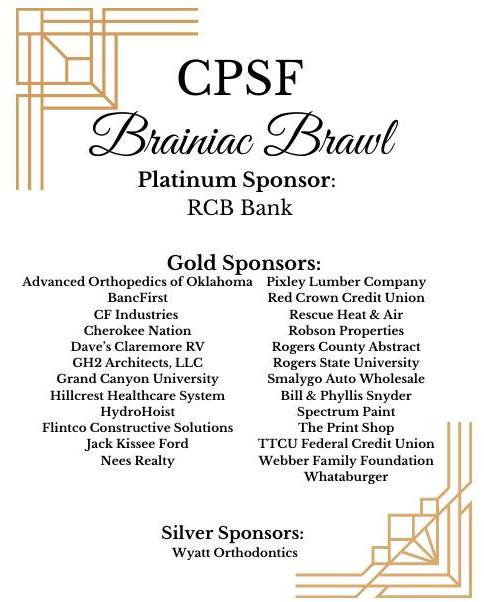 CPSF
Brainiac Brawl
Platinum Sponsor:
RCB Bank
Gold Sponsors:
Advanced Orthopedics of Oklahoma
BancFirst
CF Industries
Cherokee Nation
Dave's Claremore RV
GH2 Architects, LLC
Grand Canyon University
Hillcrest Healthcare System
HydroHoist
Flintco Constructive Solutions
Jack Kissee Ford
Nees Realty
Pixley Lumber Company
Red Crown Credit Union
Rescue Heat & Air
Robson Properties
Rogers County Abstract
Rogers State University
Smalygo Auto Wholesale
Bill & Phyllis Snyder
Spectrum Paint
The Print Shop
TTCU Federal Credit Union
Webber Family Foundation
Whataburger
Silver Sponsors:
Wyatt Orthodontics